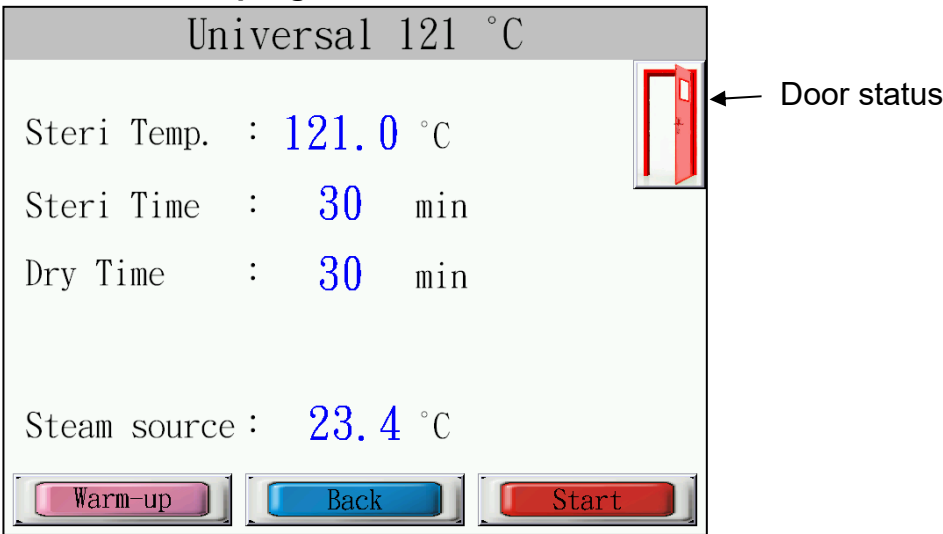 Universal 121 °C
Door status
Steri Temp. : 121.0 °C
Steri Time : 30 min
Dry Time : 30 min
Steam source : 23.4 °C
Warm-up Back Start